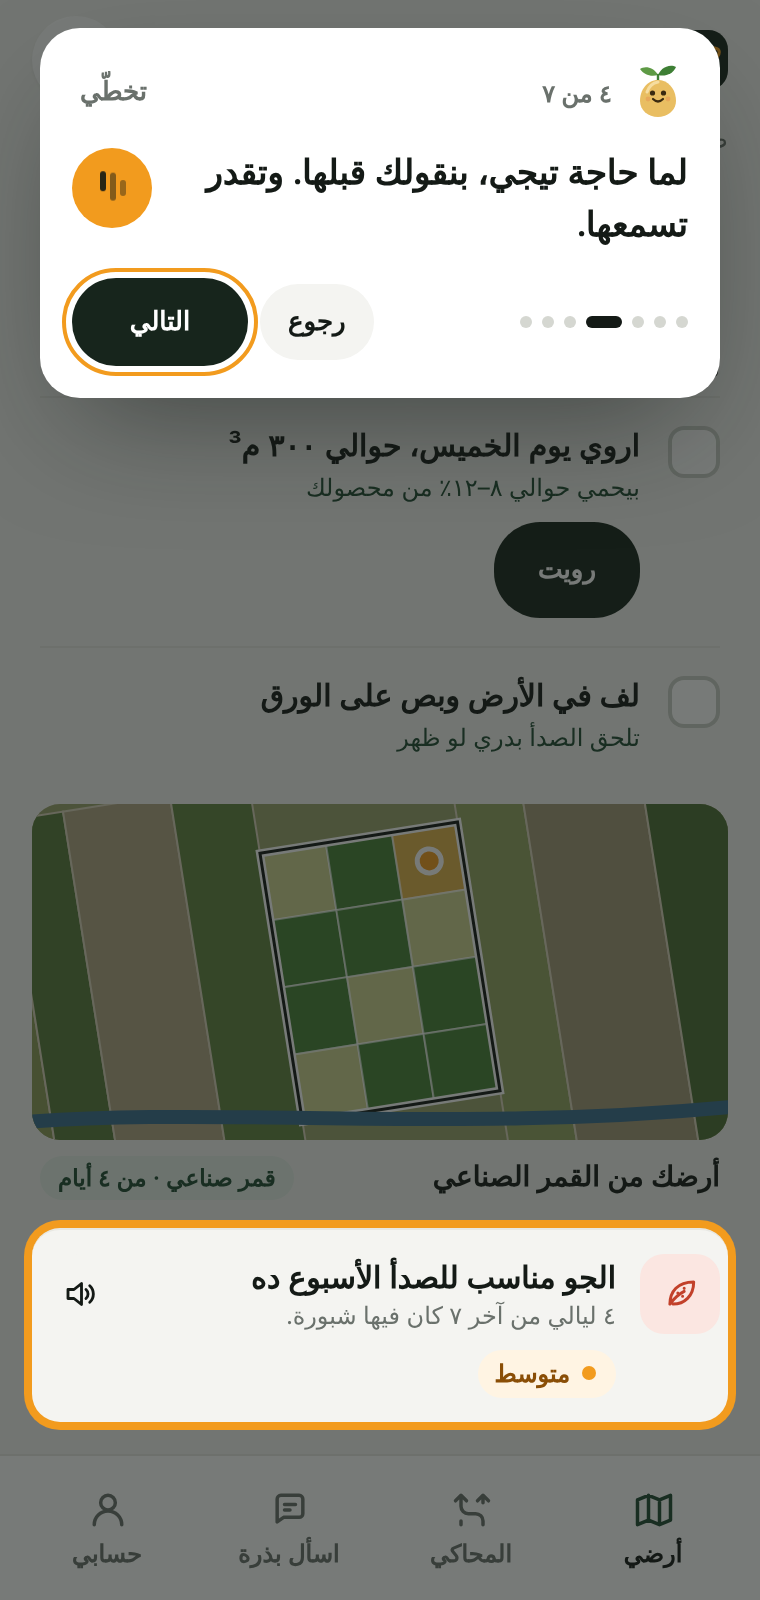 ٤ من ٧
تخطّي
لما حاجة تيجي، بنقولك قبلها. وتقدر
تسمعها.
رجوع
التالي
اروي يوم الخميس، حوالي ٣٠٠ م³
بيحمي حوالي ٨–١٢٪ من محصولك
رويت
لف في الأرض وبص على الورق
تلحق الصدأ بدري لو ظهر
أرضك من القمر الصناعي
قمر صناعي · من ٤ أيام
الجو مناسب للصدأ الأسبوع ده
٤ ليالي من آخر ٧ كان فيها شبورة.
متوسط
أرضي
المحاكي
اسأل بذرة
حسابي